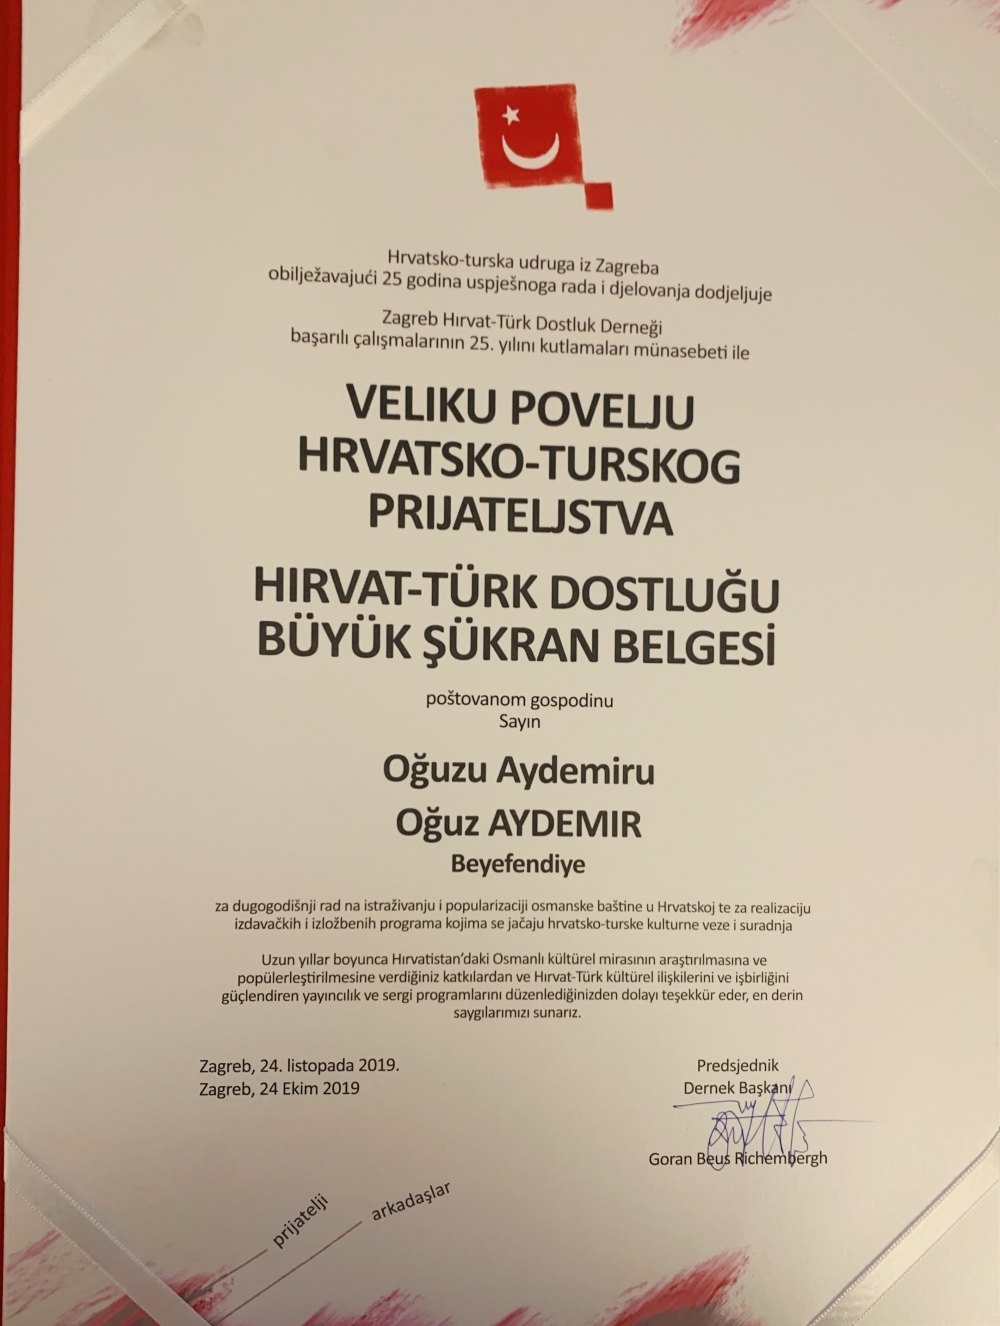 Hrvatsko-turska udruga iz Zagreba
obilježavajući 25 godina uspješnoga rada i djelovanja dodjeljuje
Zagreb Hırvat-Türk Dostluk Derneği
başarılı çalışmalarının 25. yılını kutlamaları münasebeti ile
VELIKU POVELJU
HRVATSKO-TURSKOG
PRIJATELJSTVA
HIRVAT-TÜRK DOSTLUĞU
BÜYÜK ŞÜKRAN BELGESİ
poštovanom gospodinu
Sayın
Oğuzu Aydemiru
Oğuz AYDEMIR
Beyefendiye
za dugogodišnji rad na istraživanju i popularizaciji osmanske baštine u Hrvatskoj te za realizaciju
izdavačkih i izložbenih programa kojima se jačaju hrvatsko-turske kulturne veze i suradnja
Uzun yıllar boyunca Hırvatistan'daki Osmanlı kültürel mirasının araştırılmasına ve
popülerleştirilmesine verdiğiniz katkılardan ve Hırvat-Türk kültürel ilişkilerini ve işbirliğini
güçlendiren yayıncılık ve sergi programlarını düzenlediğinizden dolayı teşekkür eder, en derin
saygılarımızı sunarız.
Zagreb, 24. listopada 2019.
Zagreb, 24 Ekim 2019
Predsjednik
Dernek Başkanı
Goran Beus Richembergh
prijatelji
arkadaşlar